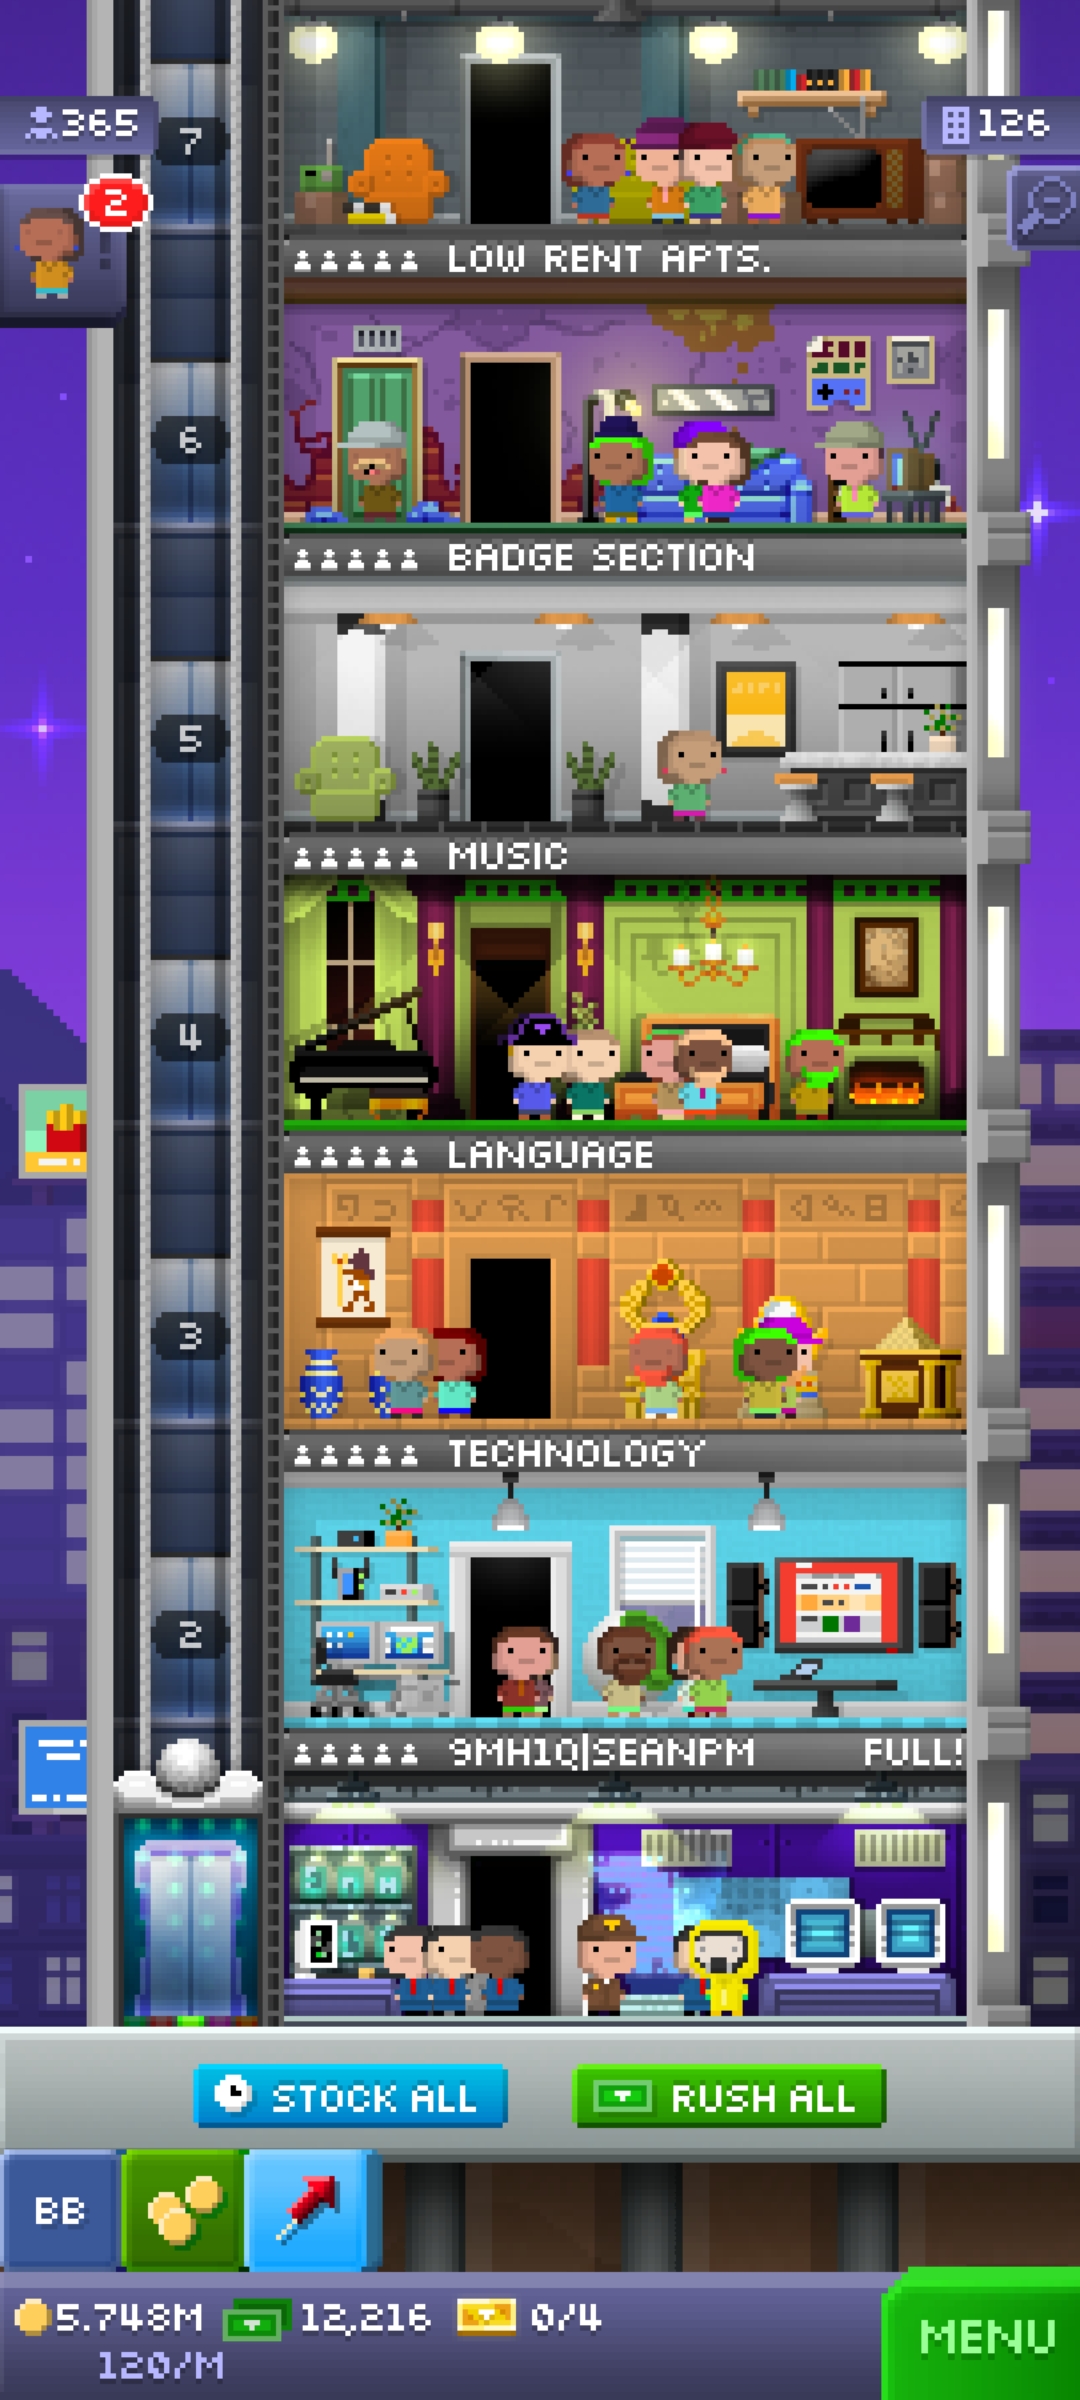 365
7
126
2
LOW RENT APTS.
6
BADGE SECTION
5
MUSIC
4
LANGUAGE
3
TECHNOLOGY
2
9MH1Q|SEANPM FULL!
STOCK ALL
RUSH ALL
BB
5.748M 12,216 0/4
120/M
MENU